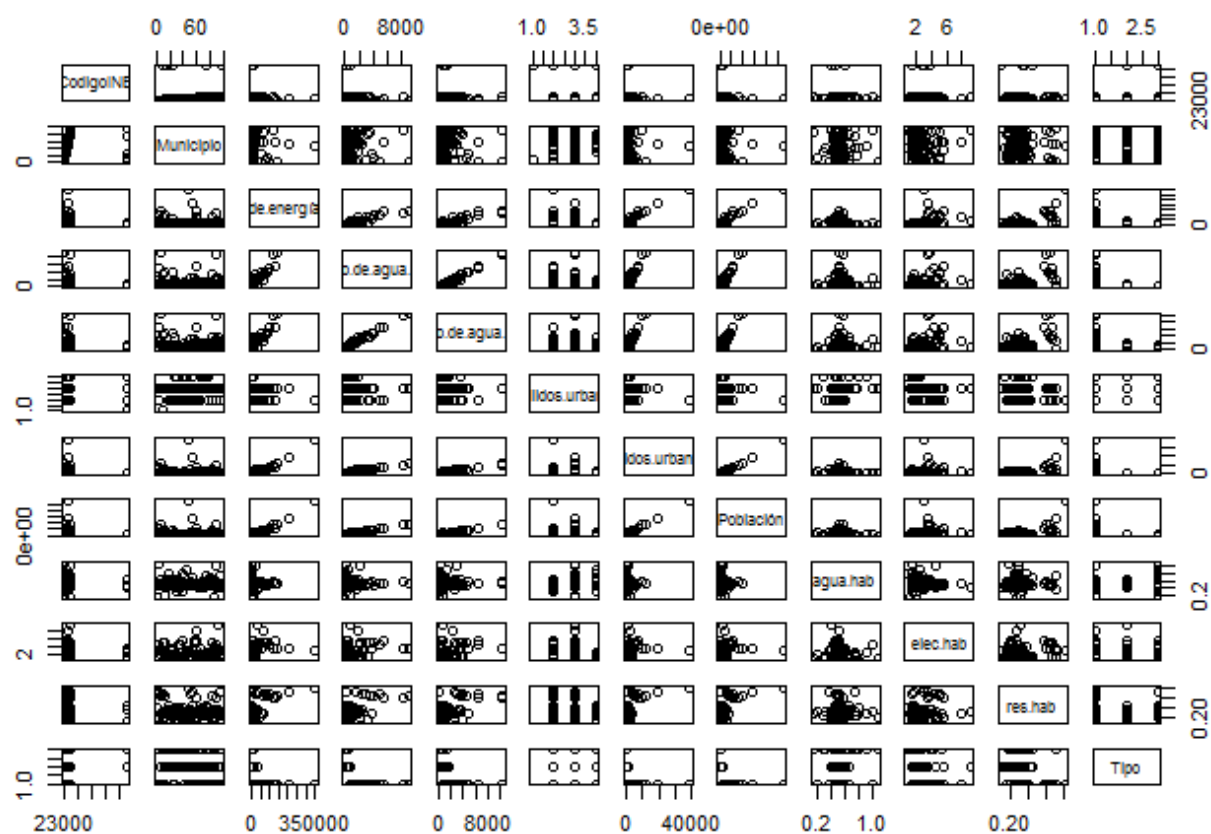 0 60 0 8000 1.0 3.5 0e+00 2 6 1.0 2.5
CodigoINE 23000
0 Municipio
de.energía 0
0 o.de.agua.
o.de.agua. 0
1.0 lidos.urba
idos.urban 0
0e+00 Población
agua.hab 0.2
2 elec.hab
res.hab 0.20
1.0 Tipo
23000 0 350000 0 8000 0 40000 0.2 1.0 0.20